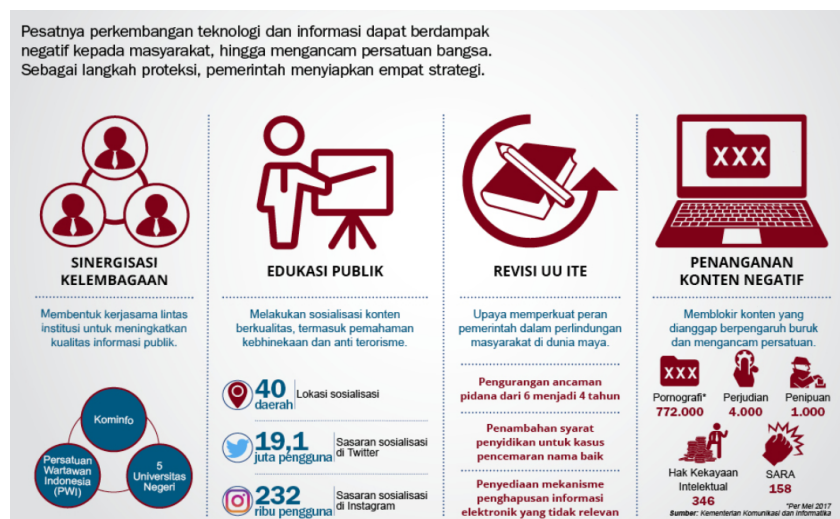 Pesatnya perkembangan teknologi dan informasi dapat berdampak
negatif kepada masyarakat, hingga mengancam persatuan bangsa.
Sebagai langkah proteksi, pemerintah menyiapkan empat strategi.
SINERGISASI
KELEMBAGAAN
Membentuk kerjasama lintas
institusi untuk meningkatkan
kualitas informasi publik.
Kominfo
Persatuan
Wartawan
Indonesia
(PWI)
5
Universitas
Negeri
EDUKASI PUBLIK
Melakukan sosialisasi konten
berkualitas, termasuk pemahaman
kebhinekaan dan anti terorisme.
40
daerah
Lokasi sosialisasi
19,1
juta pengguna
Sasaran sosialisasi
di Twitter
232
ribu pengguna
Sasaran sosialisasi
di Instagram
REVISI UU ITE
Upaya memperkuat peran
pemerintah dalam perlindungan
masyarakat di dunia maya.
Pengurangan ancaman
pidana dari 6 menjadi 4 tahun
Penambahan syarat
penyidikan untuk kasus
pencemaran nama baik
Penyediaan mekanisme
penghapusan informasi
elektronik yang tidak relevan
XXX
PENANGANAN
KONTEN NEGATIF
Memblokir konten yang
dianggap berpengaruh buruk
dan mengancam persatuan.
XXX
Pornografi*
772.000
Perjudian
4.000
Penipuan
1.000
Hak Kekayaan
Intelektual
346
SARA
158
*Per Mei 2017
Sumber: Kementerian Komunikasi dan Informatika